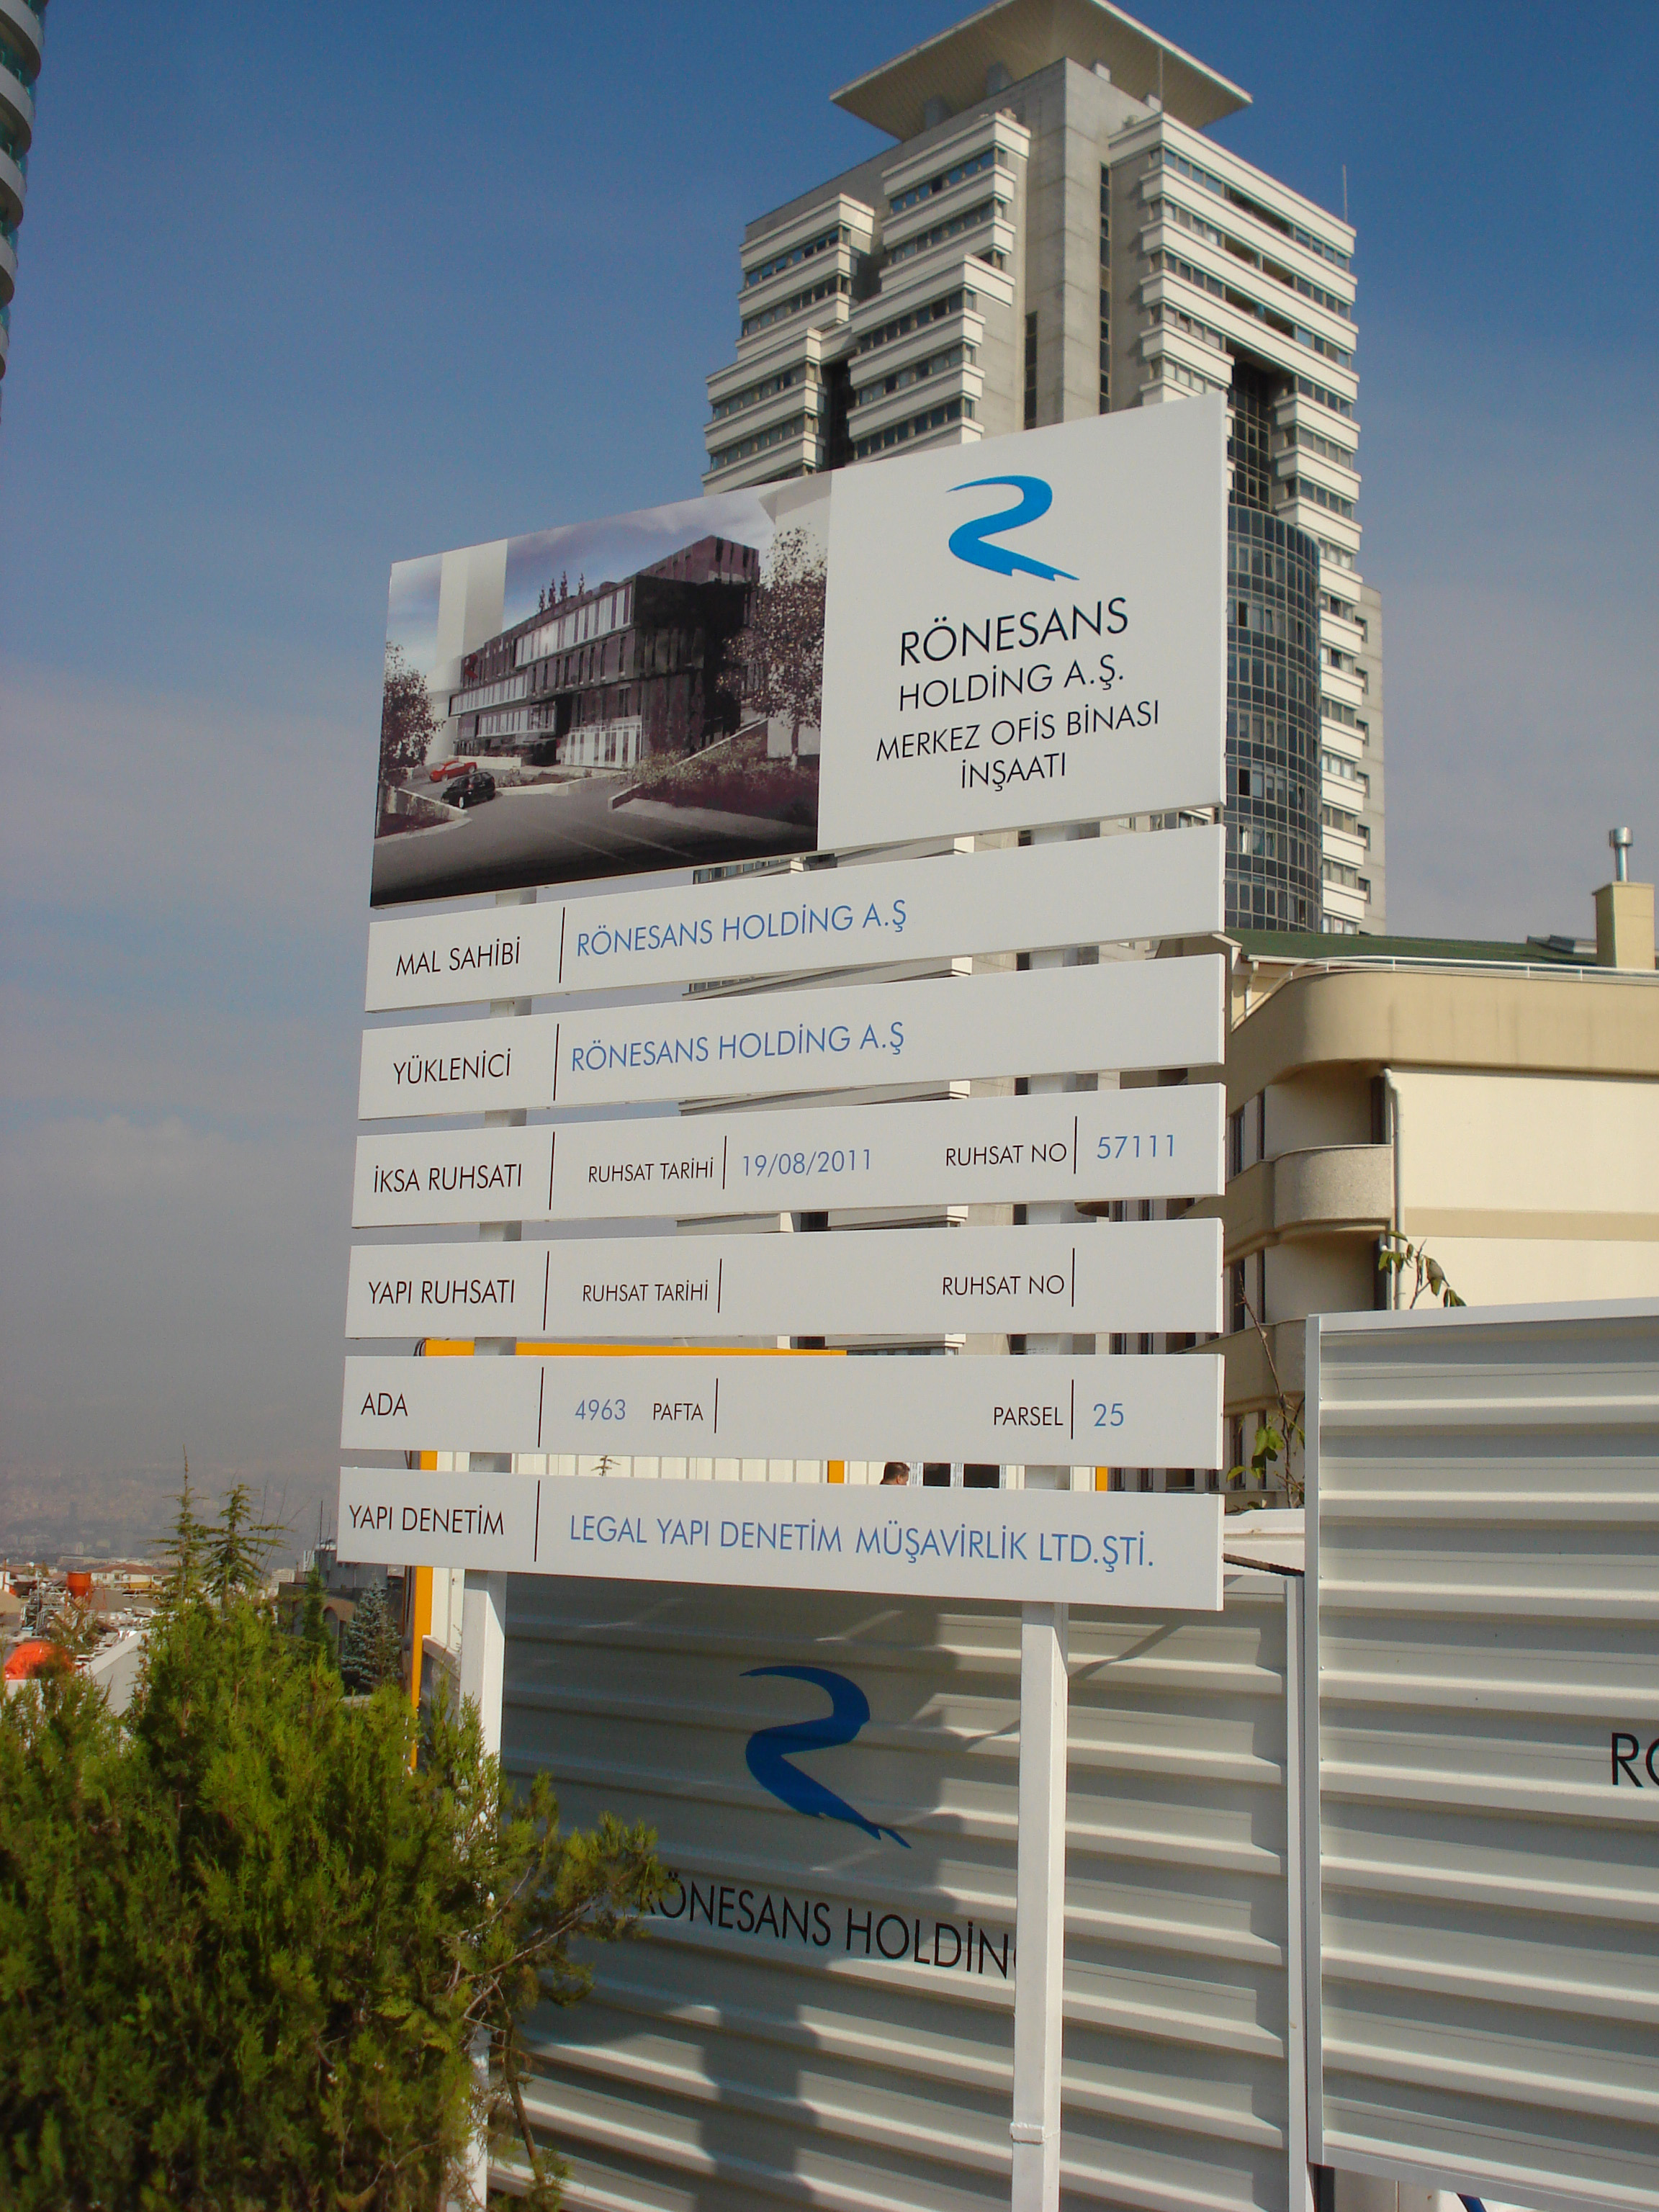 RÖNESANS
HOLDİNG A.Ş.
MERKEZ OFİS BİNASI
İNŞAATI
MAL SAHİBİ RÖNESANS HOLDİNG A.Ş
YÜKLENİCİ RÖNESANS HOLDİNG A.Ş
İKSA RUHSATI RUHSAT TARİHİ 19/08/2011 RUHSAT NO 57111
YAPI RUHSATI RUHSAT TARİHİ RUHSAT NO
ADA 4963 PAFTA PARSEL 25
YAPI DENETİM LEGAL YAPI DENETİM MÜŞAVİRLİK LTD.ŞTİ.
RÖNESANS HOLDİNG